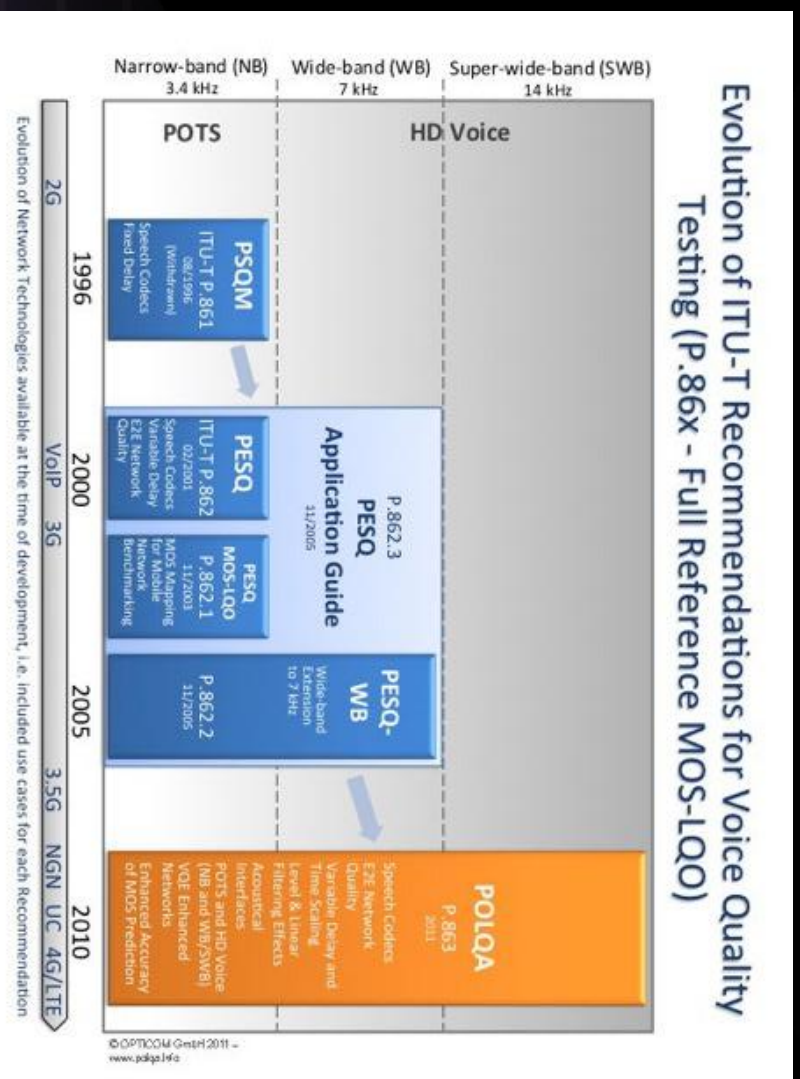 Evolution of ITU-T Recommendations for Voice Quality
Testing (P.86x - Full Reference MOS-LQO)
Super-wide-band (SWB)
14 kHz
Wide-band (WB)
7 kHz
Narrow-band (NB)
3.4 kHz
HD Voice
POTS
PSQM
ITU-T P.861
08/1996
(Withdrawn)
Speech Codecs
Fixed Delay
P.862.3
PESQ
Application Guide
11/2005
PESQ
ITU-T P.862
02/2001
Speech Codecs
Variable Delay
E2E Network
Quality
PESQ
MOS-LQO
P.862.1
11/2003
MOS Mapping
for Mobile
Network
Benchmarking
PESQ-
WB
Wide-band
Extension
to 7 kHz
P.862.2
11/2005
POLQA
P.863
2011
Speech Codecs
E2E Network
Quality
Variable Delay and
Time Scaling
Level & Linear
Filtering Effects
Acoustical
Interfaces
POTS and HD Voice
(NB and WB/SWB)
VQE Enhanced
Networks
Enhanced Accuracy
of MOS Prediction
1996
2000
2005
2010
2G
VoIP
3G
3.5G
NGN
UC
4G/LTE
Evolution of Network Technologies available at the time of development, i.e. included use cases for each Recommendation
© OPTICOM GmbH 2011 –
www.polqa.info